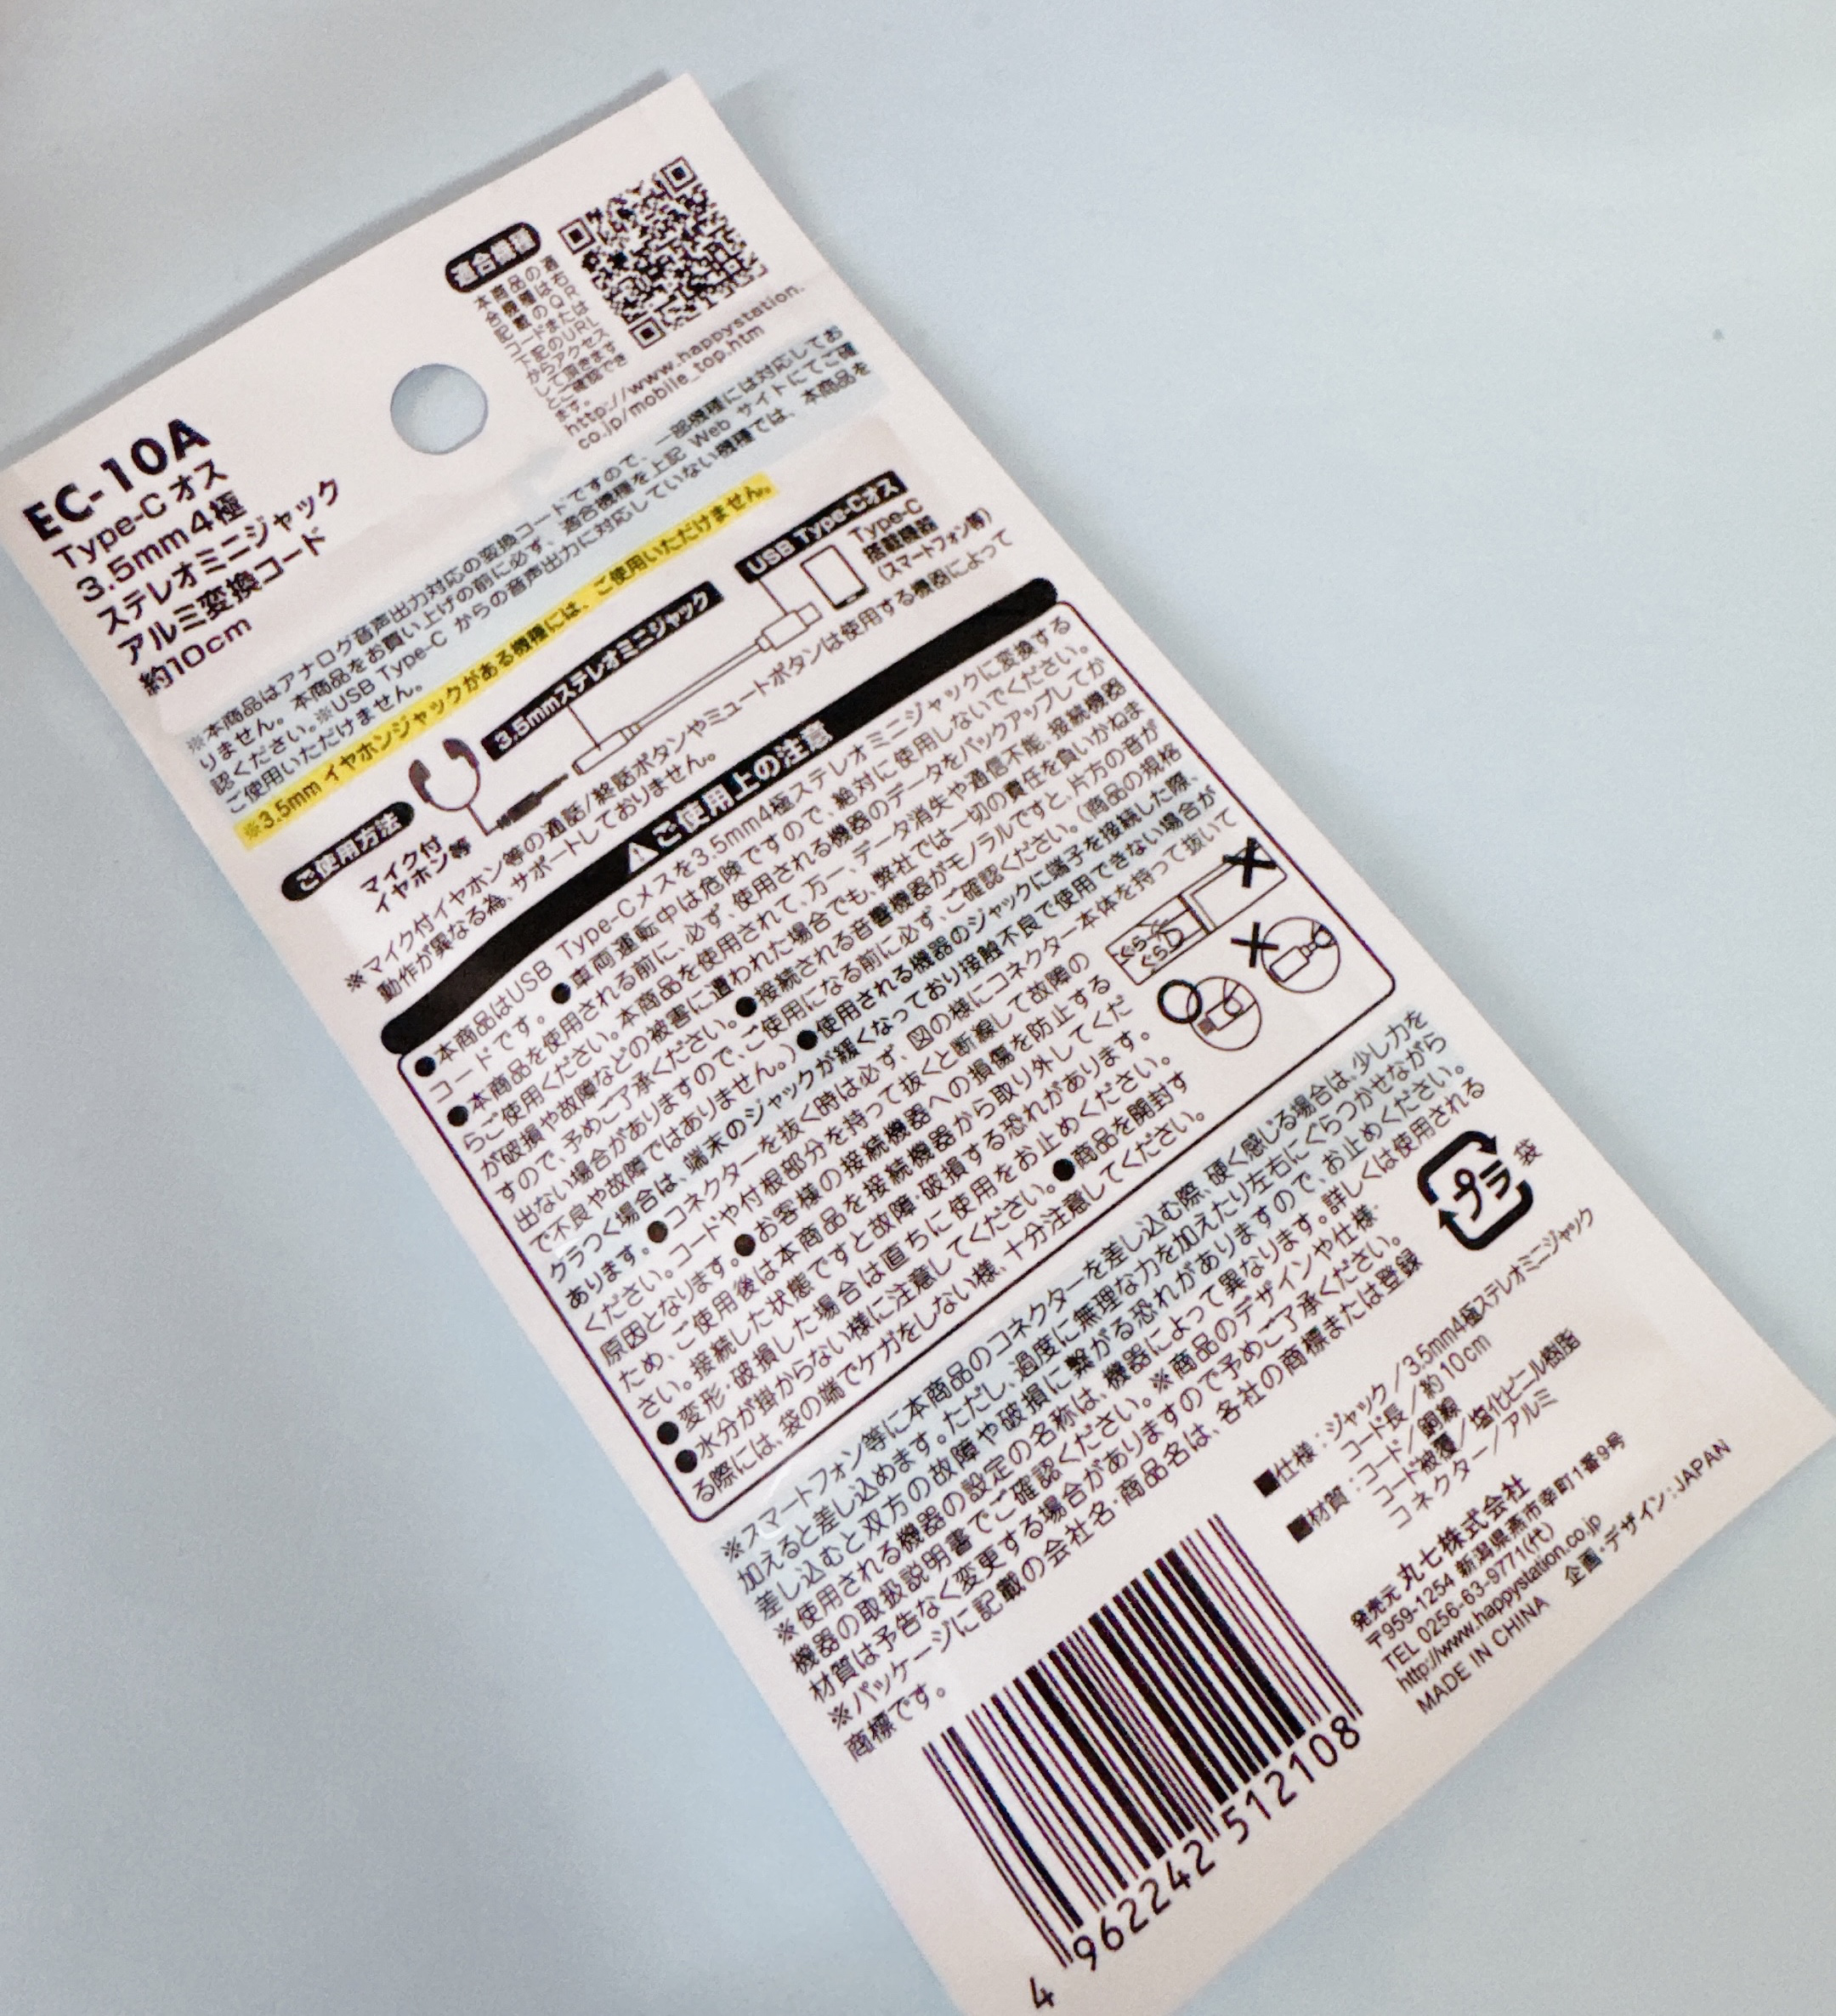 EC-10A
Type-Cオス
3.5mm4極
ステレオミニジャック
アルミ変換コード
約10cm
適合機種
http://www.happystation.
co.jp/mobile_top.htm
※本商品はアナログ音声出力対応の変換コードですので、一部機種には対応してお
りません。本商品をお買い上げの前に必ず、適合機種を上記 Web サイトにてご確
認ください。※USB Type-C からの音声出力に対応していない機種では、本商品を
ご使用いただけません。
※3.5mm イヤホンジャックがある機種には、ご使用いただけません。
ご使用方法
マイク付
イヤホン等
3.5mmステレオミニジャック
USB Type-Cオス
Type-C
搭載機器
(スマートフォン等)
※マイク付イヤホン等の通話/終話ボタンやミュートボタンは使用する機器によって
動作が異なる為、サポートしておりません。
ご使用上の注意
●本商品はUSB Type-Cメスを3.5mm4極ステレオミニジャックに変換する
コードです。●車両運転中は危険ですので、絶対に使用しないでください。
●本商品を使用される前に、必ず、使用される機器のデータをバックアップしてか
らご使用ください。本商品を使用されて、万一、データ消失や通信不能、接続機器
が破損や故障などの被害に遭われた場合でも、弊社では一切の責任を負いかねま
すので、予めご了承ください。●接続される音響機器がモノラルですと、片方の音が
出ない場合がありますので、ご使用になる前に必ず、ご確認ください。(商品の規格
で不良や故障ではありません。)●使用される機器のジャックに端子を接続した際、
グラつく場合は、端末のジャックが緩くなっており接触不良で使用できない場合が
あります。●コネクターを抜く時は必ず、図の様にコネクター本体を持って抜いて
ください。コードや付根部分を持って抜くと断線して故障の
原因となります。●お客様の接続機器への損傷を防止する
ため、ご使用後は本商品を接続機器から取り外してくだ
さい。接続した状態ですと故障・破損する恐れがあります。
●変形・破損した場合は直ちに使用をお止めください。
●水分が掛からない様に注意してください。●商品を開封す
る際には、袋の端でケガをしない様、十分注意してください。
※スマートフォン等に本商品のコネクターを差し込む際、硬く感じる場合は、少し力を
加えると差し込めます。ただし、過度に無理な力を加えたり左右にぐらつかせながら
差し込むと双方の故障や破損に繋がる恐れがありますので、お止めください。
※使用される機器の設定の名称は、機器によって異なります。詳しくは使用される
機器の取扱説明書でご確認ください。※商品のデザインや仕様・
材質は予告なく変更する場合がありますので予めご了承ください。
※パッケージに記載の会社名・商品名は、各社の商標または登録
商標です。
プラ
袋
■仕様:ジャック/3.5mm4極ステレオミニジャック
コード長/約10cm
■材質:コード/銅線
コード被覆/塩化ビニル樹脂
コネクター/アルミ
発売元 丸七株式会社
〒959-1254 新潟県燕市幸町1番9号
TEL 0256-63-9771(代)
http://www.happystation.co.jp
MADE IN CHINA 企画・デザイン:JAPAN
4 962242 512108